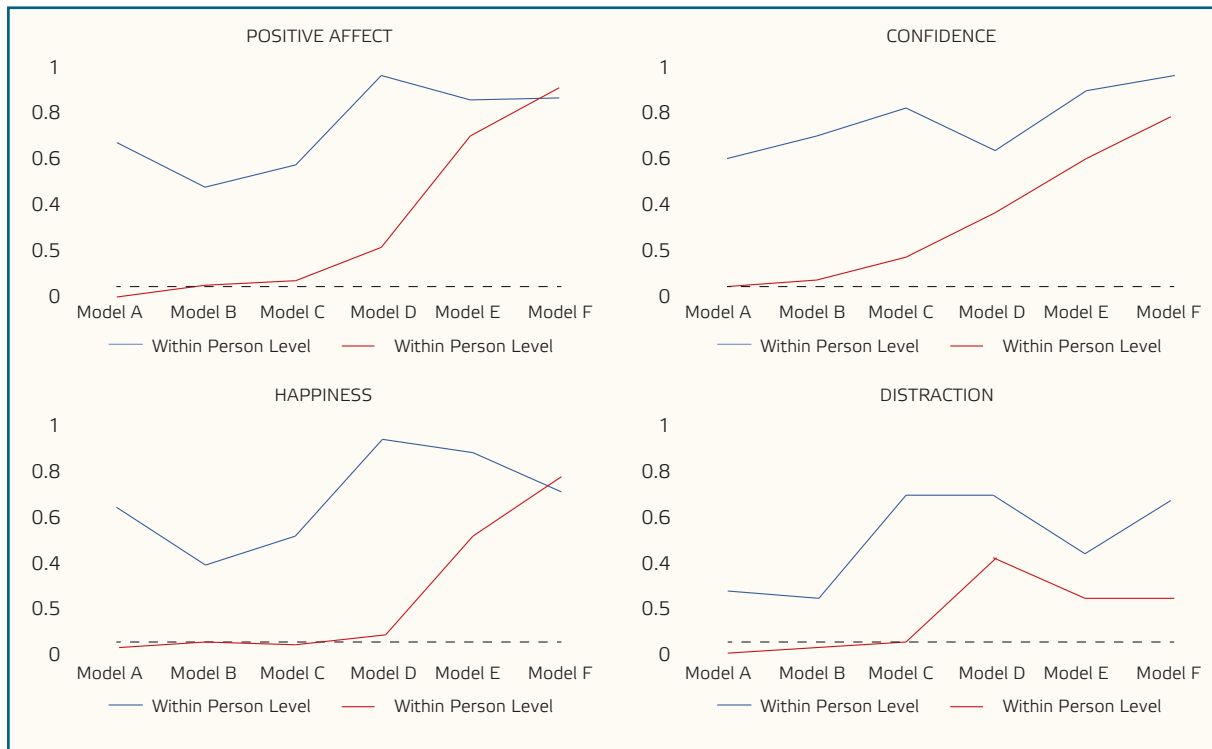 POSITIVE AFFECT
1
0.8
0.6
0.4
0.5
0
Model A Model B Model C Model D Model E Model F
Within Person Level Within Person Level
CONFIDENCE
1
0.8
0.6
0.4
0.5
0
Model A Model B Model C Model D Model E Model F
Within Person Level Within Person Level
HAPPINESS
1
0.8
0.6
0.4
0.5
0
Model A Model B Model C Model D Model E Model F
Within Person Level Within Person Level
DISTRACTION
1
0.8
0.6
0.4
0.5
0
Model A Model B Model C Model D Model E Model F
Within Person Level Within Person Level